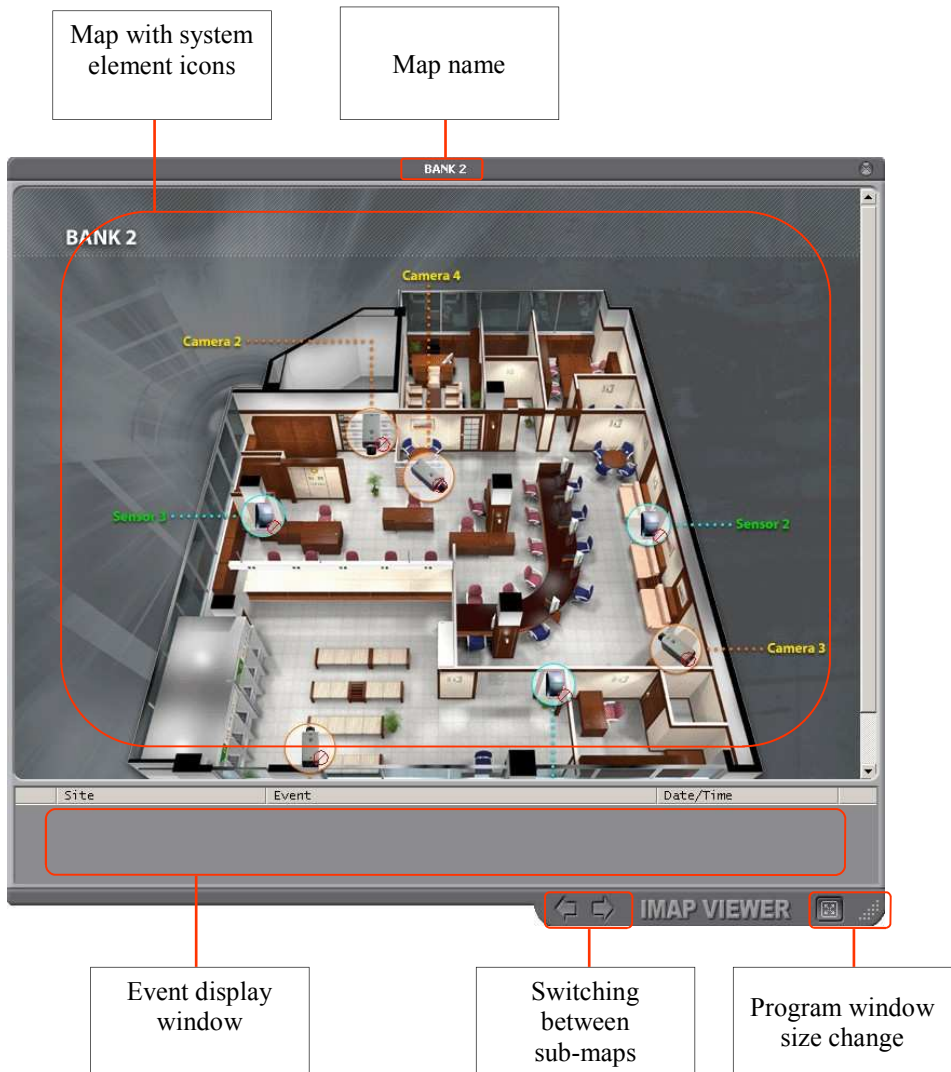 Map with system
element icons
Map name
BANK 2
BANK 2
Camera 4
Camera 2
Sensor 3
Sensor 2
Camera 3
Site Event Date/Time
IMAP VIEWER
Event display
window
Switching
between
sub-maps
Program window
size change